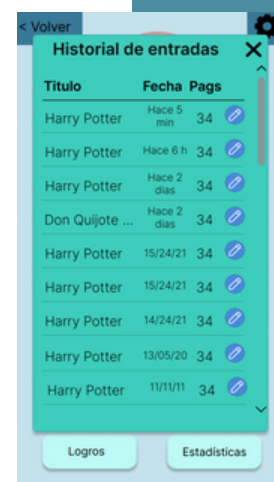 < Volver
Historial de entradas X
Titulo Fecha Pags
Harry Potter Hace 5 min 34
Harry Potter Hace 6 h 34
Harry Potter Hace 2 dias 34
Don Quijote ... Hace 2 dias 34
Harry Potter 15/24/21 34
Harry Potter 15/24/21 34
Harry Potter 14/24/21 34
Harry Potter 13/05/20 34
Harry Potter 11/11/11 34
Logros Estadísticas